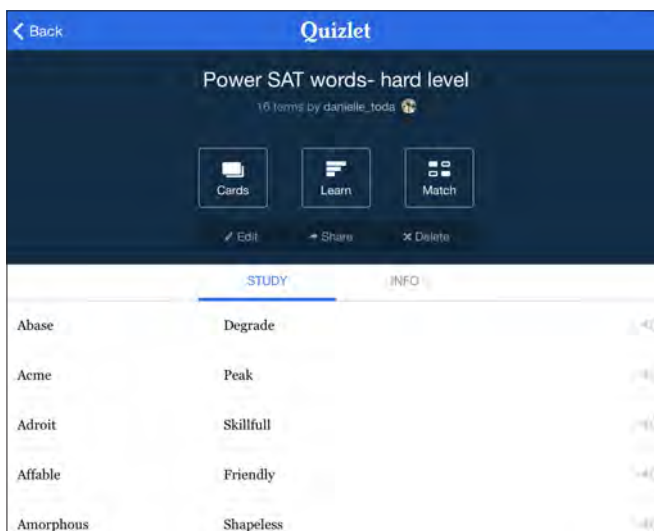 Back Quizlet
Power SAT words- hard level
16 terms by danielle_toda
Cards Learn Match
Edit Share Delete
STUDY INFO
Abase Degrade
Acme Peak
Adroit Skillfull
Affable Friendly
Amorphous Shapeless